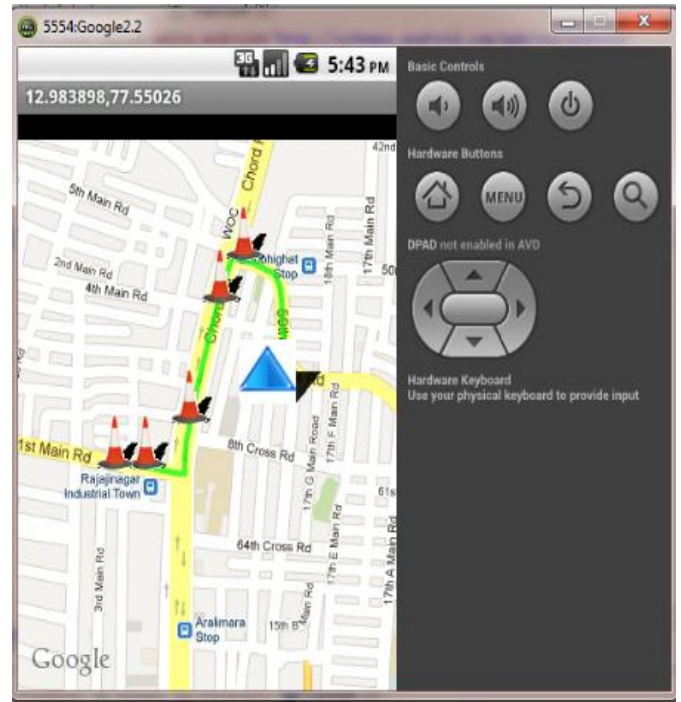 5554:Google2.2
3G
5:43 PM
12.983898,77.55026
Basic Controls
Hardware Buttons
MENU
DPAD not enabled in AVD
Hardware Keyboard
Use your physical keyboard to provide input
42nd
Chord
5th Main Rd
WOC
18th Main Rd
17th Main Rd
Stop
2nd Main Rd
4th Main Rd
Chord
59th
Rd
1st Main Rd
8th Cross Rd
17th G Main Road
17th F Main Rd
Rajajinagar
Industrial Town
61s
64th Cross Rd
3rd Main Rd
17th E Main Rd
17th A Main Rd
Aralimara
Stop
15th B
Google